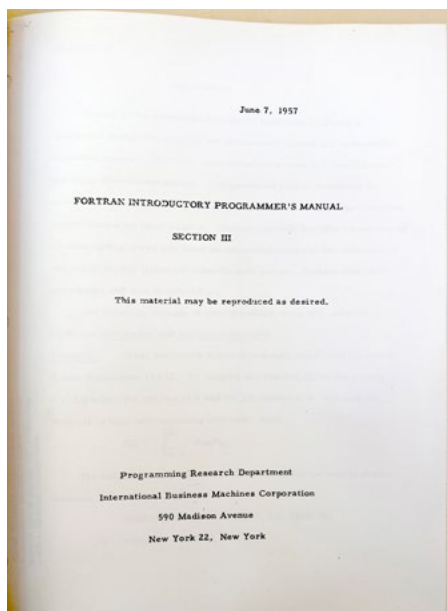 June 7, 1957
FORTRAN INTRODUCTORY PROGRAMMER'S MANUAL
SECTION III
This material may be reproduced as desired.
Programming Research Department
International Business Machines Corporation
590 Madison Avenue
New York 22, New York